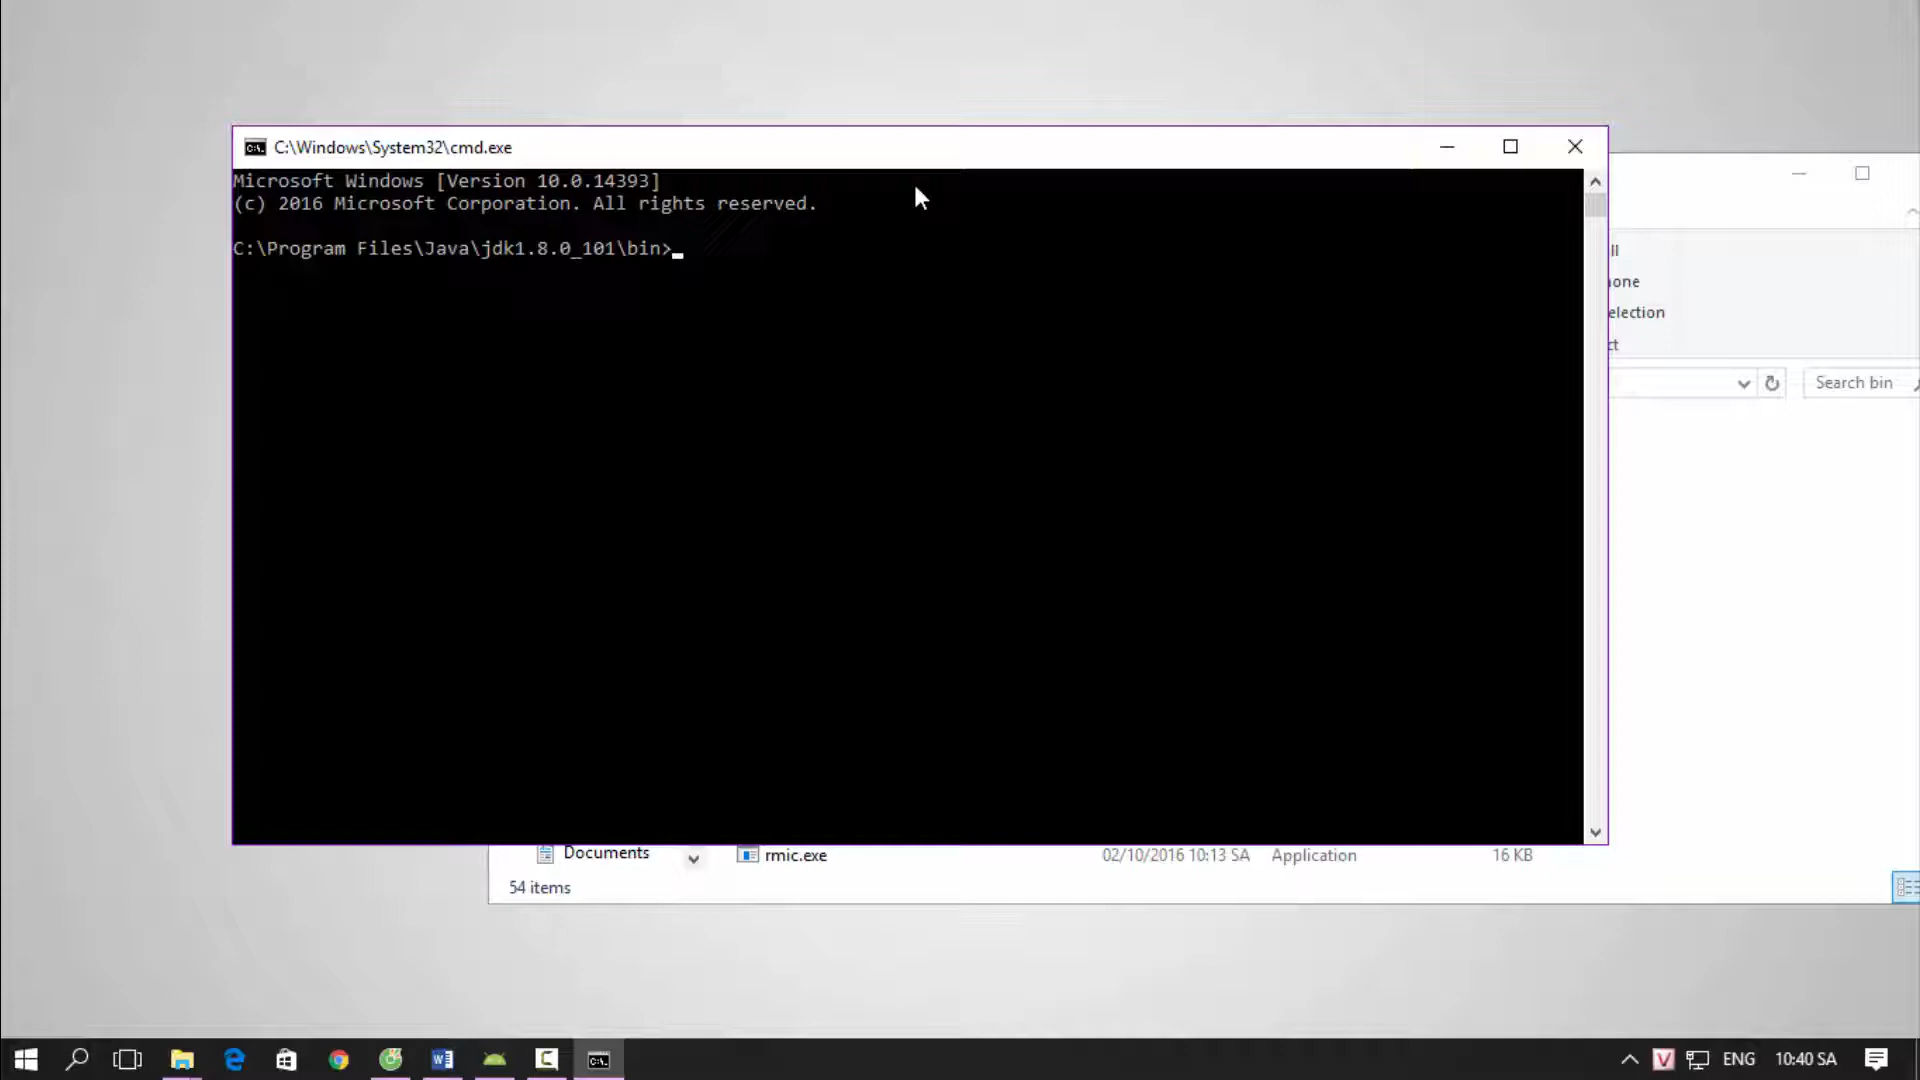 C:\Windows\System32\cmd.exe
Microsoft Windows [Version 10.0.14393]
(c) 2016 Microsoft Corporation. All rights reserved.
C:\Program Files\Java\jdk1.8.0_101\bin>
election
Search bin
Documents
rmic.exe
02/10/2016 10:13 SA
Application
16 KB
54 items
ENG
10:40 SA